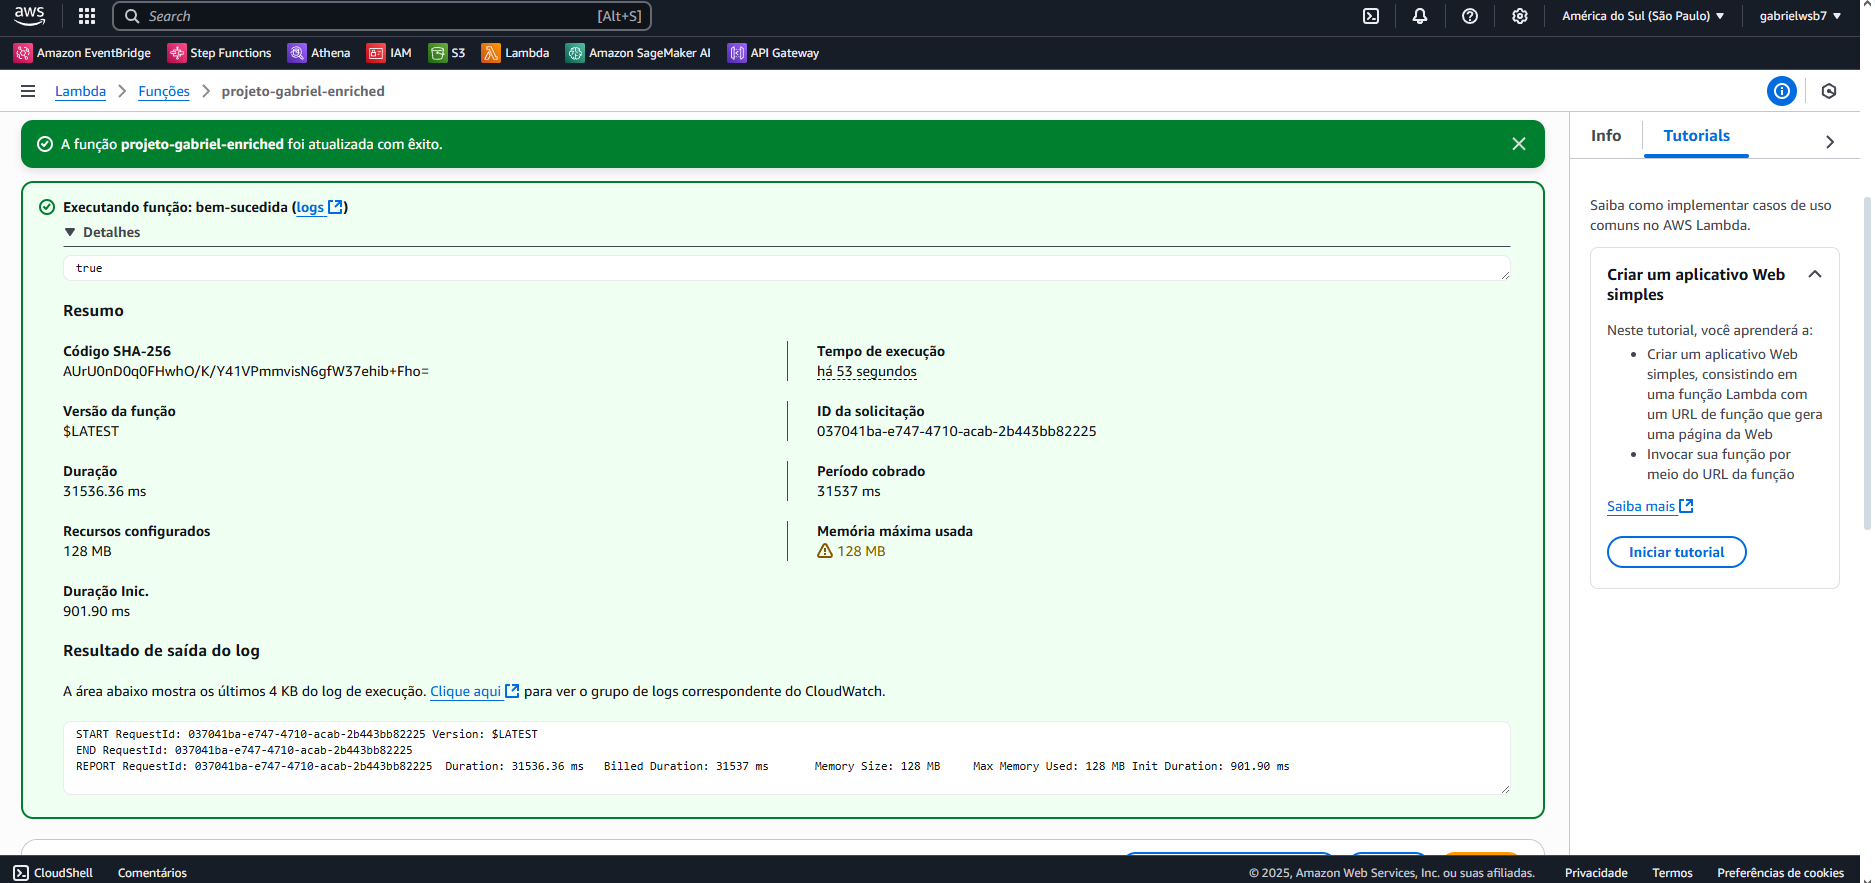 aws
Search [Alt+S]
América do Sul (São Paulo) gabrielwsb7
Amazon EventBridge Step Functions Athena IAM S3 Lambda Amazon SageMaker AI API Gateway
Lambda Funções projeto-gabriel-enriched
A função projeto-gabriel-enriched foi atualizada com êxito.
Executando função: bem-sucedida (logs)
Detalhes
true
Resumo
Código SHA-256
AUrU0nD0q0FHwhO/K/Y41VPmmvisN6gfW37ehib+Fho=
Tempo de execução
há 53 segundos
Versão da função
$LATEST
ID da solicitação
037041ba-e747-4710-acab-2b443bb82225
Duração
31536.36 ms
Período cobrado
31537 ms
Recursos configurados
128 MB
Memória máxima usada
128 MB
Duração Inic.
901.90 ms
Resultado de saída do log
A área abaixo mostra os últimos 4 KB do log de execução. Clique aqui para ver o grupo de logs correspondente do CloudWatch.
START RequestId: 037041ba-e747-4710-acab-2b443bb82225 Version: $LATEST
END RequestId: 037041ba-e747-4710-acab-2b443bb82225
REPORT RequestId: 037041ba-e747-4710-acab-2b443bb82225 Duration: 31536.36 ms Billed Duration: 31537 ms Memory Size: 128 MB Max Memory Used: 128 MB Init Duration: 901.90 ms
Info Tutorials
Saiba como implementar casos de uso
comuns no AWS Lambda.
Criar um aplicativo Web
simples
Neste tutorial, você aprenderá a:
• Criar um aplicativo Web
simples, consistindo em
uma função Lambda com
um URL de função que gera
uma página da Web
• Invocar sua função por
meio do URL da função
Saiba mais
Iniciar tutorial
CloudShell Comentários © 2025, Amazon Web Services, Inc. ou suas afiliadas. Privacidade Termos Preferências de cookies